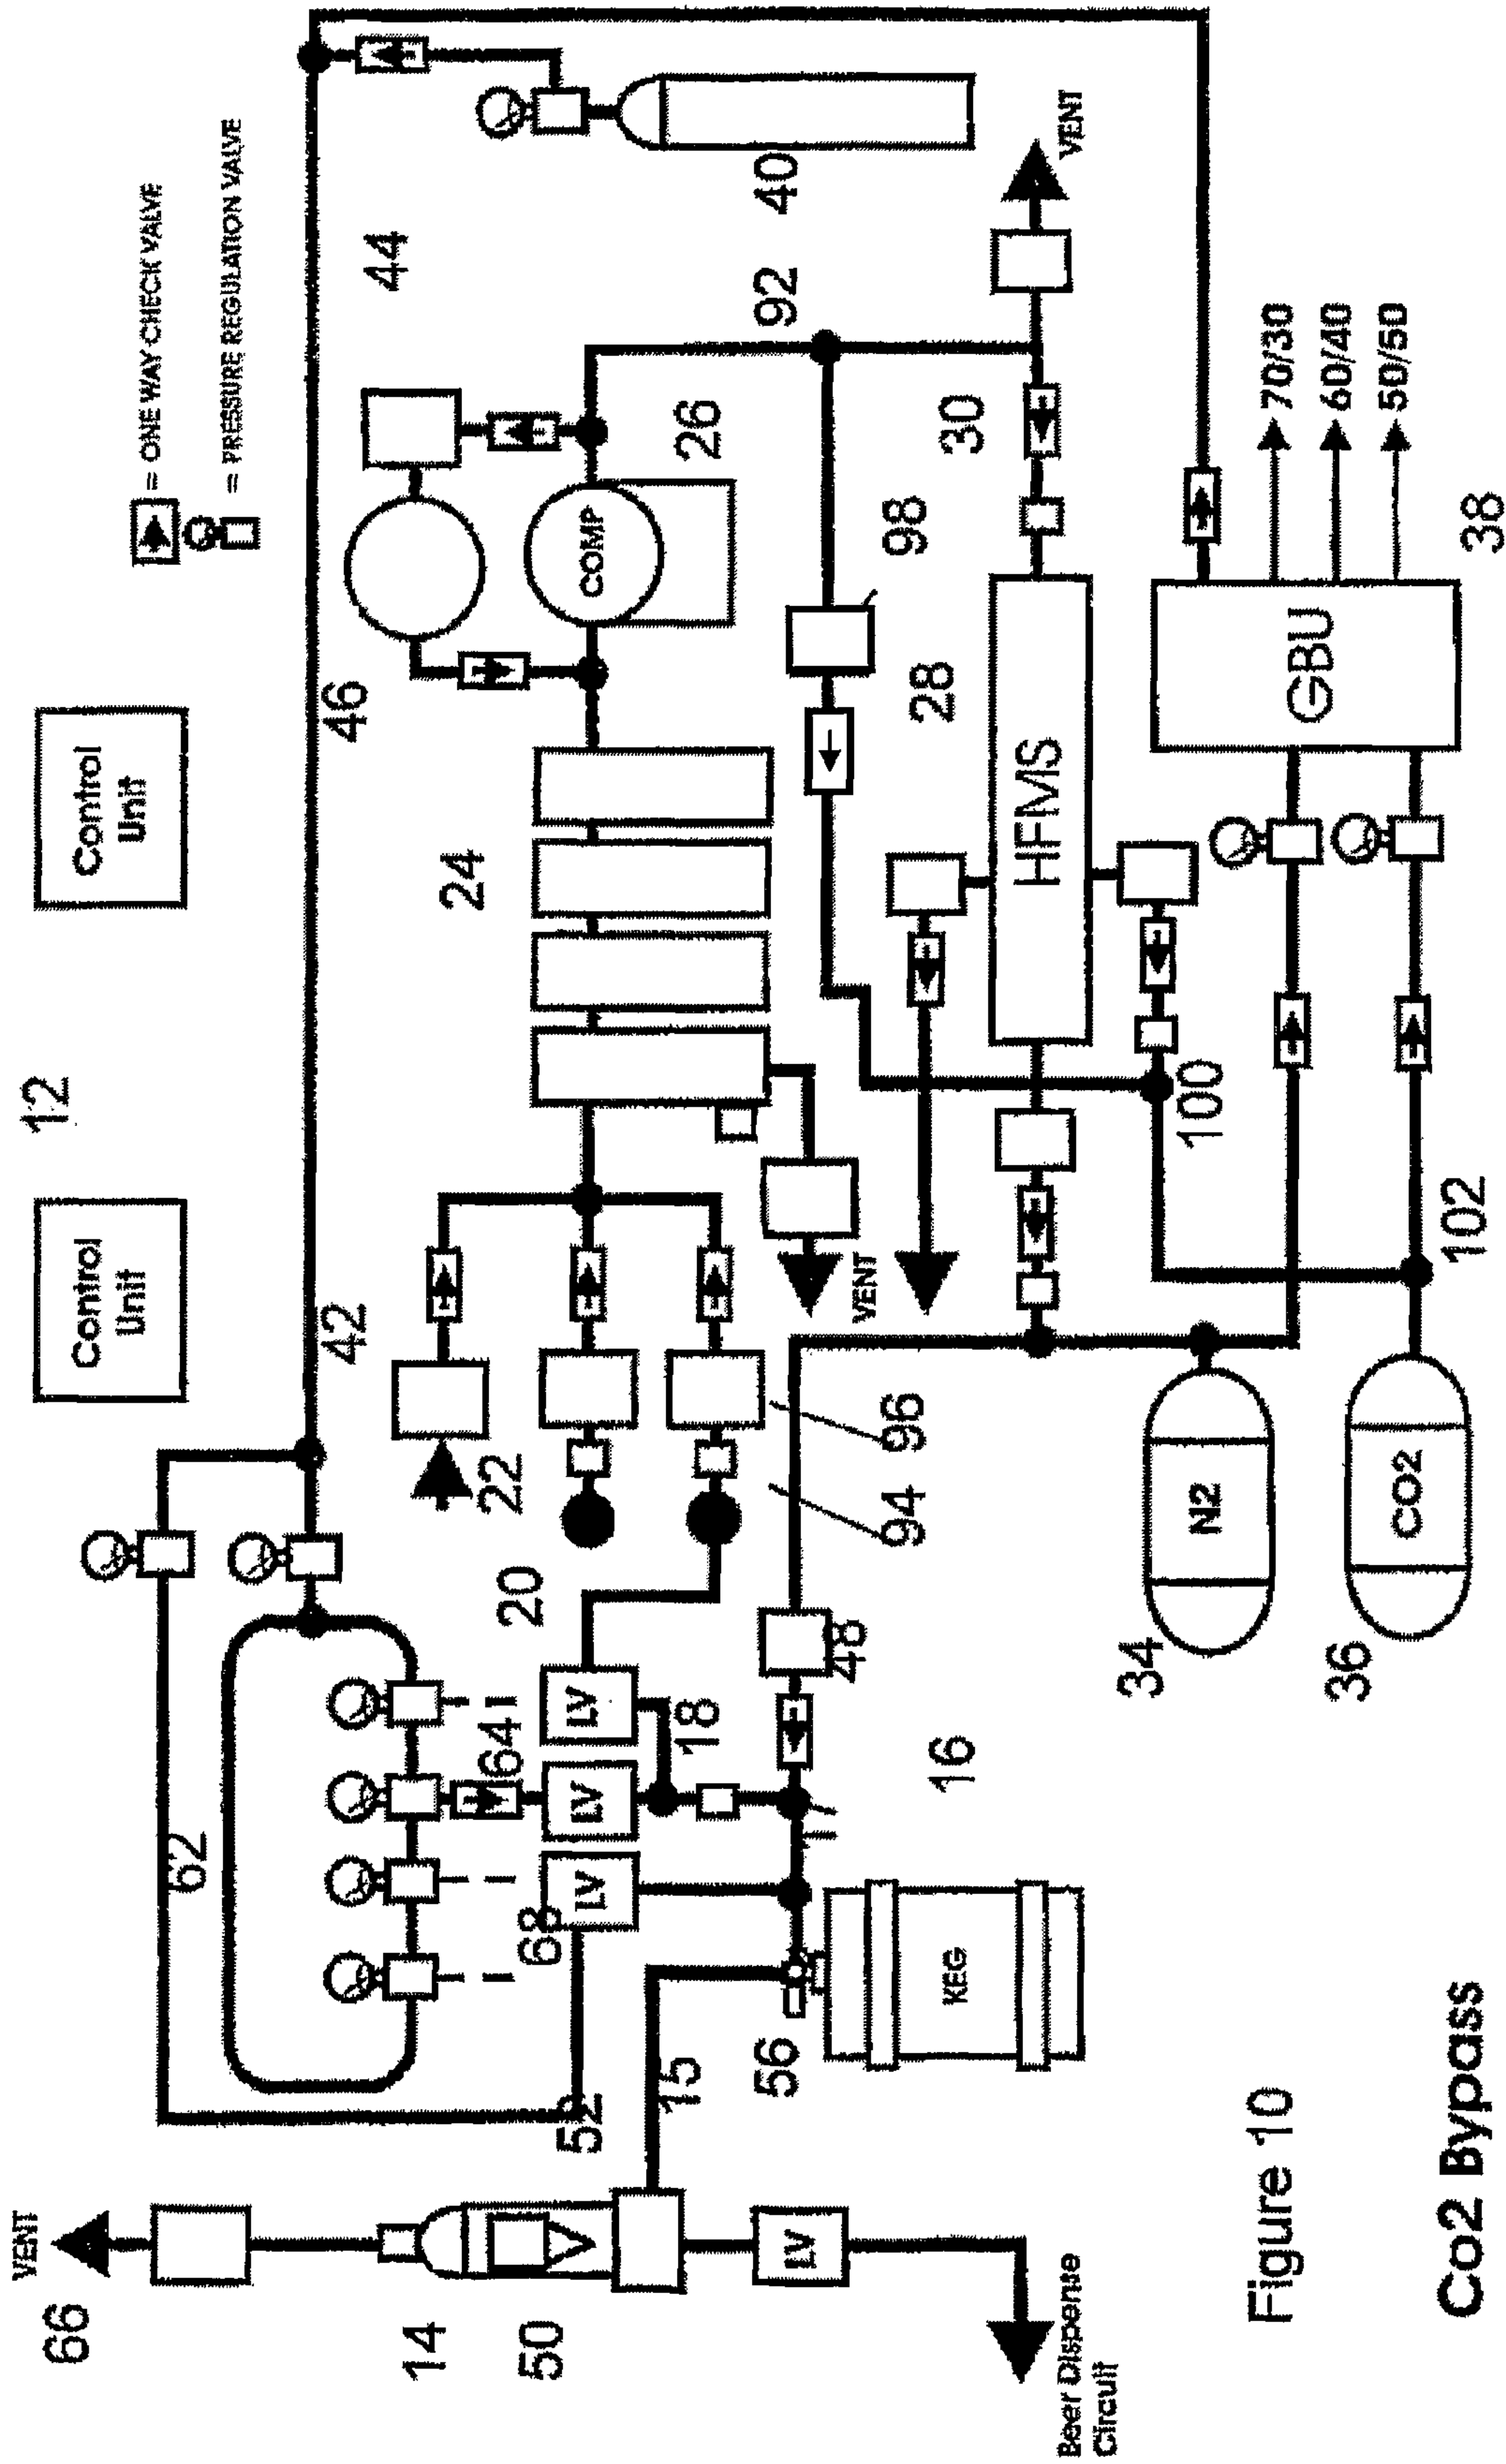 Control
Unit
12
Control
Unit
= ONE WAY CHECK VALVE
= PRESSURE REGULATION VALVE
VENT
66
14
50
LV
Beer Dispense
Circuit
62
42
46
44
641
52
68
LV
LV
LV
18
20
22
24
COMP
26
15
56
KEG
16
48
94
96
VENT
98
92
40
28
30
VENT
HFMS
100
34
N2
36
CO2
102
GBU
38
70/30
60/40
50/50
Figure 10
Co2 Bypass